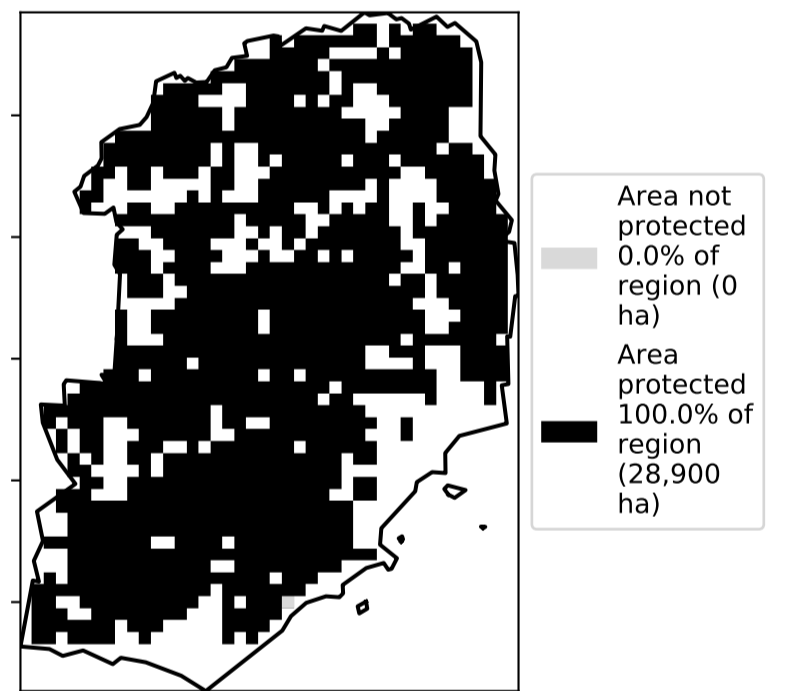 Area not
protected
0.0% of
region (0
ha)
Area
protected
100.0% of
region
(28,900
ha)